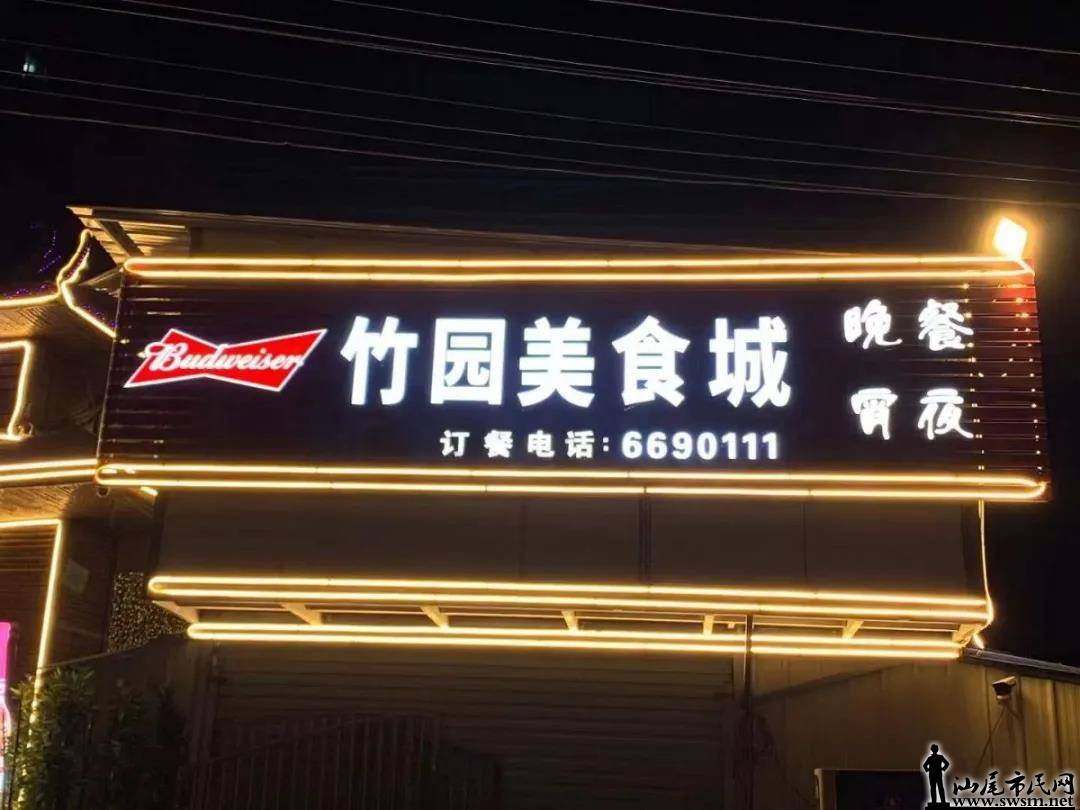 Budweiser
竹园美食城
订餐电话:6690111
晚餐
宵夜
汕尾市民网
www.swsm.net